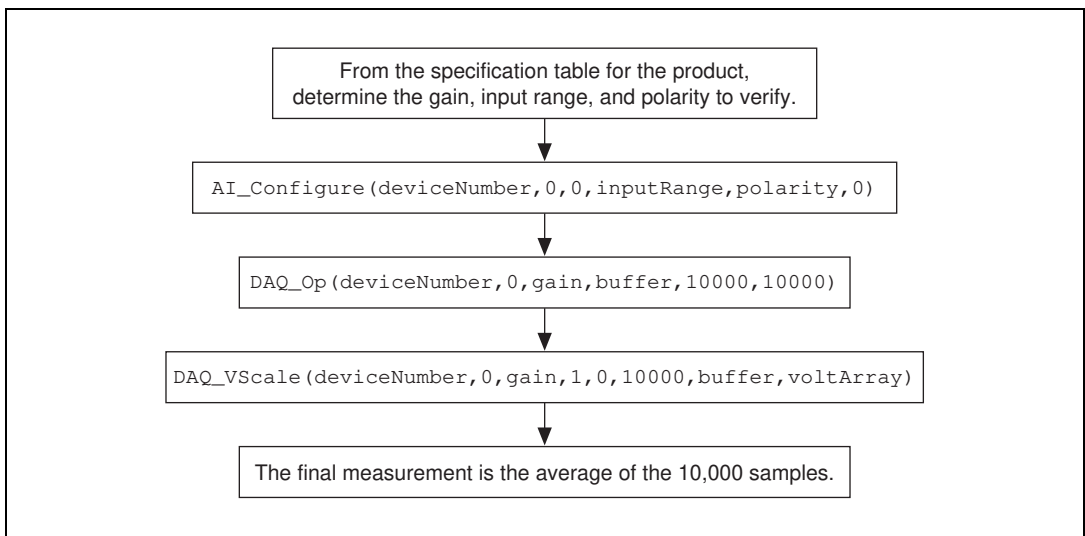 From the specification table for the product,
determine the gain, input range, and polarity to verify.
AI_Configure(deviceNumber,0,0,inputRange,polarity,0)
DAQ_Op(deviceNumber,0,gain,buffer,10000,10000)
DAQ_VScale(deviceNumber,0,gain,1,0,10000,buffer,voltArray)
The final measurement is the average of the 10,000 samples.